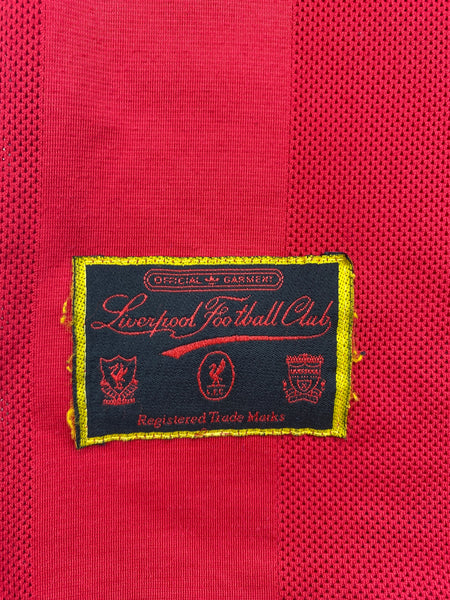 OFFICIAL GARMENT
Liverpool Football Club
L.F.C
Registered Trade Marks